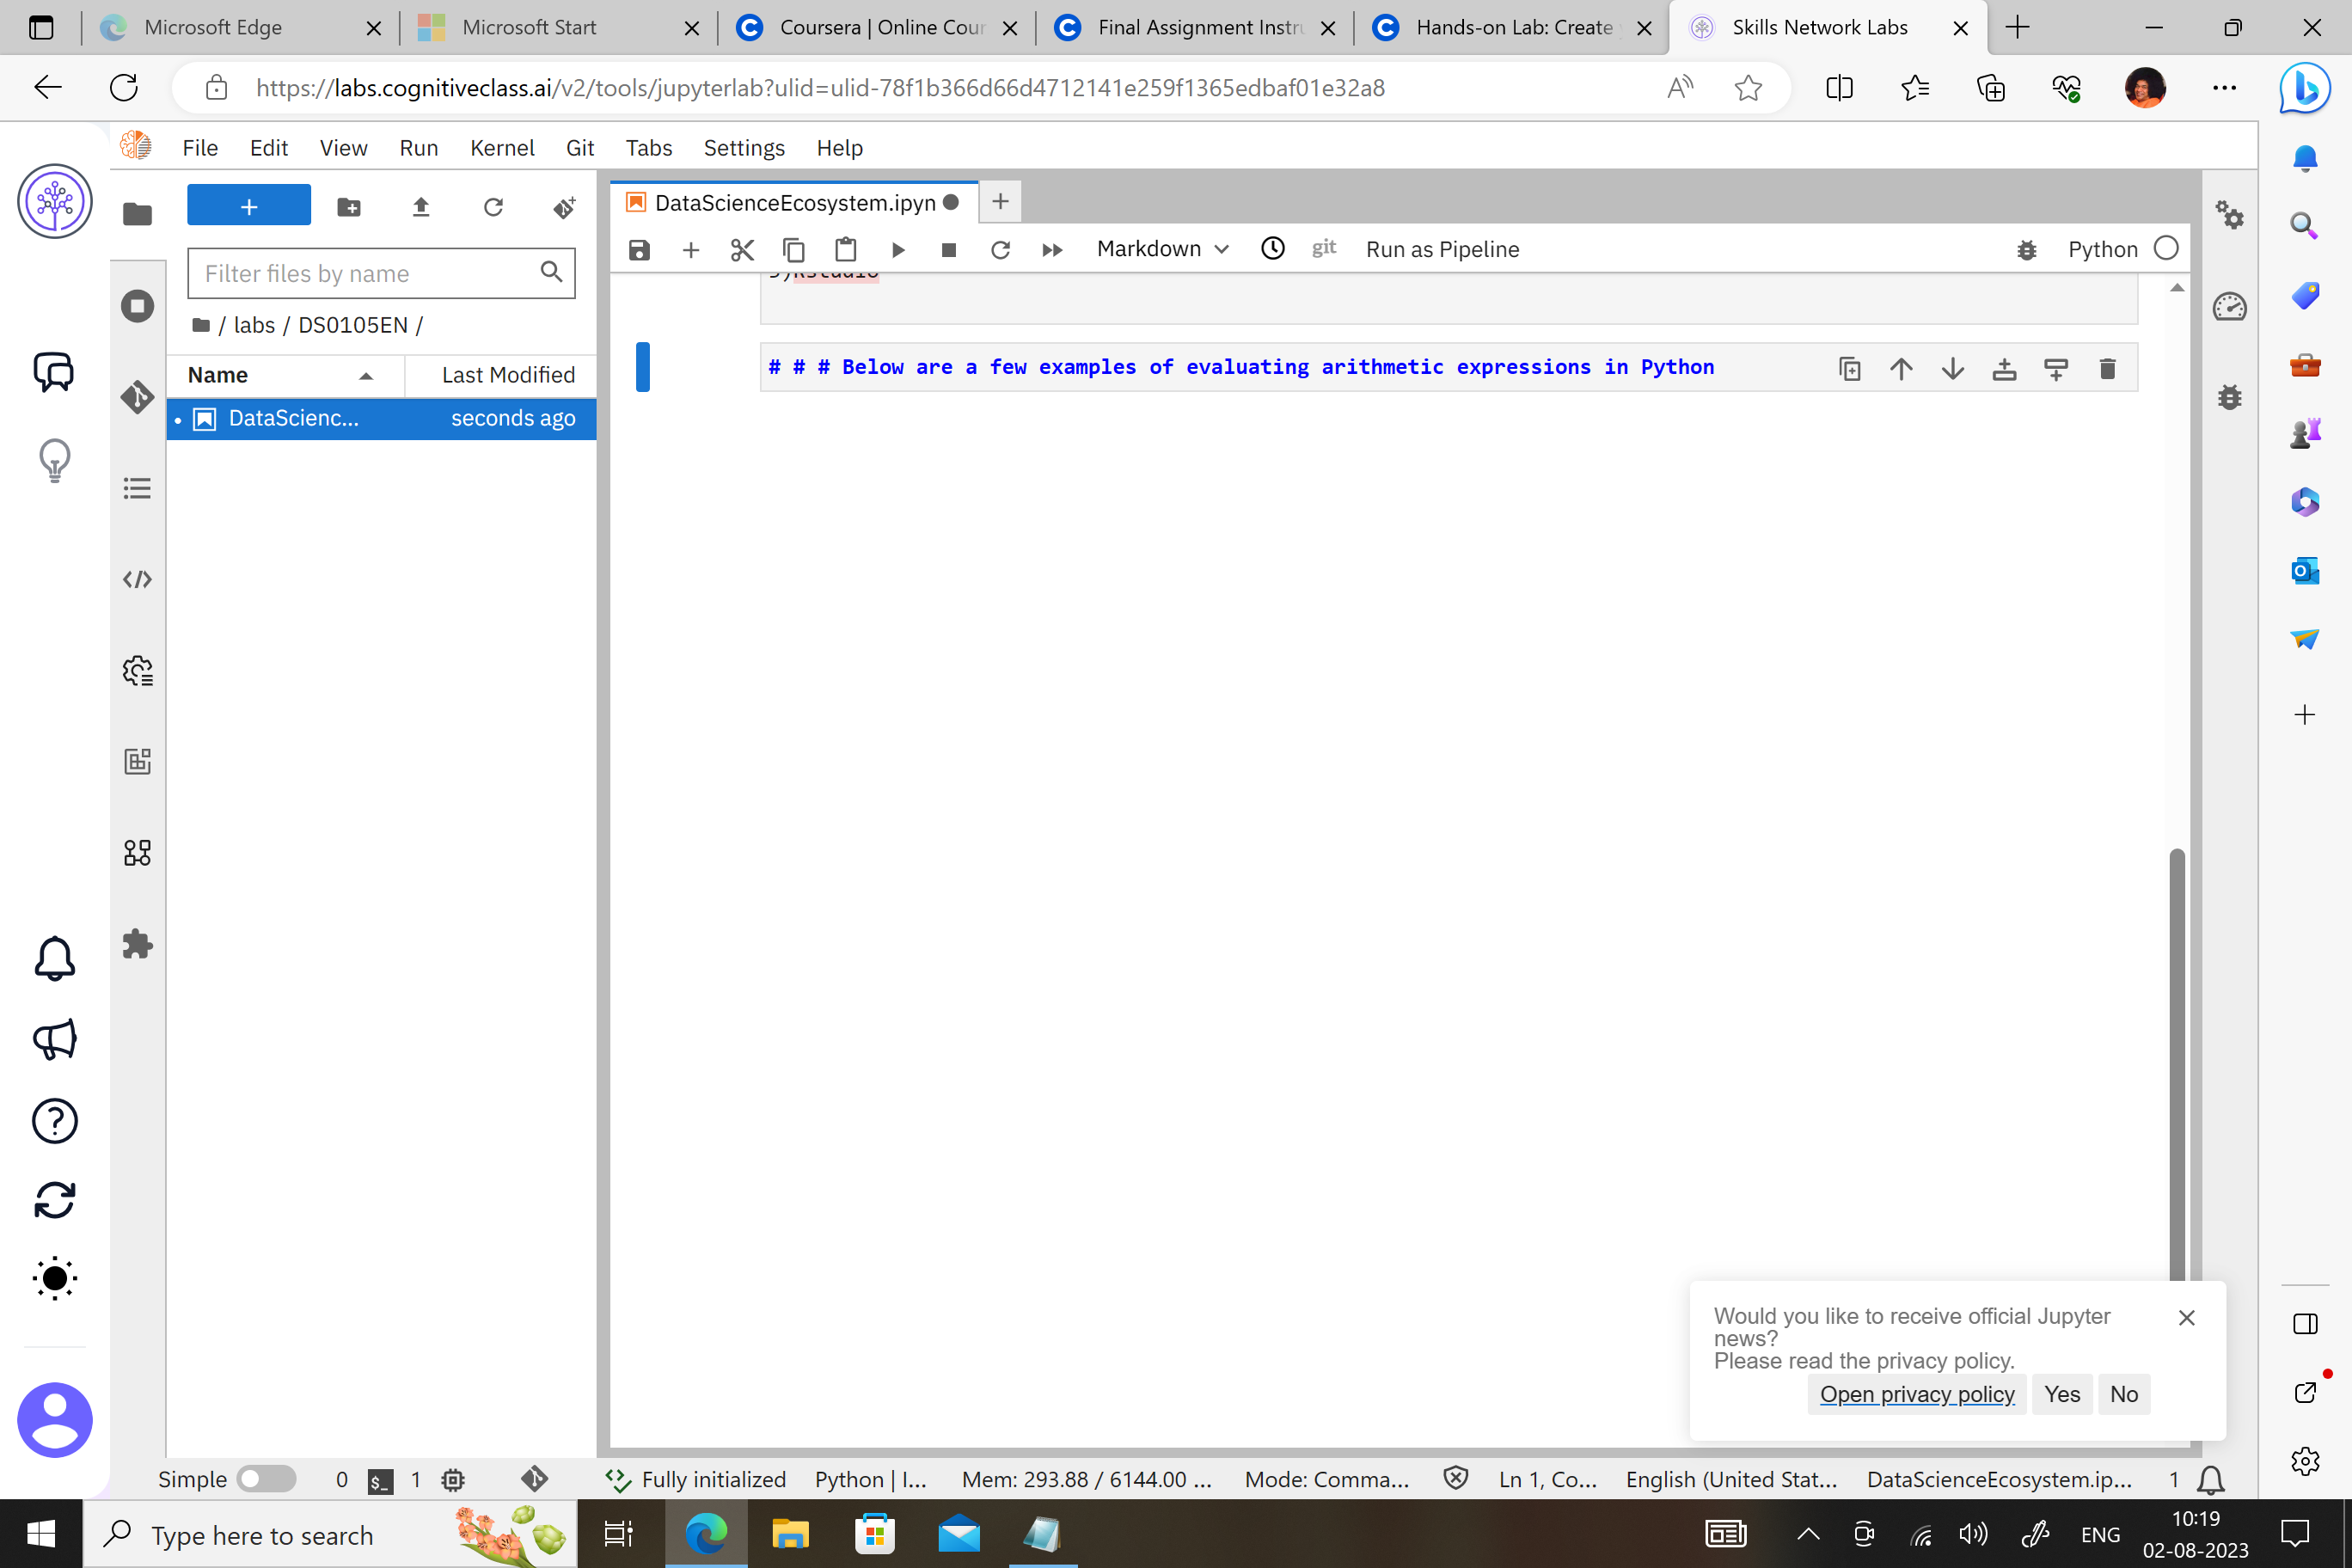 Microsoft Edge
Microsoft Start
Coursera | Online Cour
Final Assignment Instru
Hands-on Lab: Create y
Skills Network Labs
https://labs.cognitiveclass.ai/v2/tools/jupyterlab?ulid=ulid-78f1b366d66d4712141e259f1365edbaf01e32a8
File Edit View Run Kernel Git Tabs Settings Help
DataScienceEcosystem.ipyn
Markdown
git
Run as Pipeline
Python
Filter files by name
/ labs / DS0105EN /
Name
Last Modified
DataScienc...
seconds ago
# # # Below are a few examples of evaluating arithmetic expressions in Python
Would you like to receive official Jupyter
news?
Please read the privacy policy.
Open privacy policy Yes No
Simple
0
$_
1
Fully initialized
Python | I...
Mem: 293.88 / 6144.00 ...
Mode: Comma...
Ln 1, Co...
English (United Stat...
DataScienceEcosystem.ip...
1
Type here to search
ENG
10:19
02-08-2023